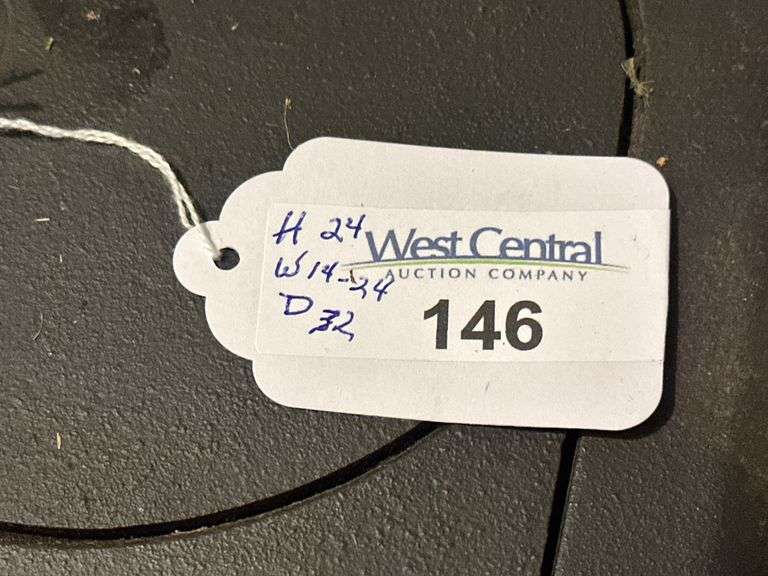 H 24
W 14-24
D 32
West Central
AUCTION COMPANY
146